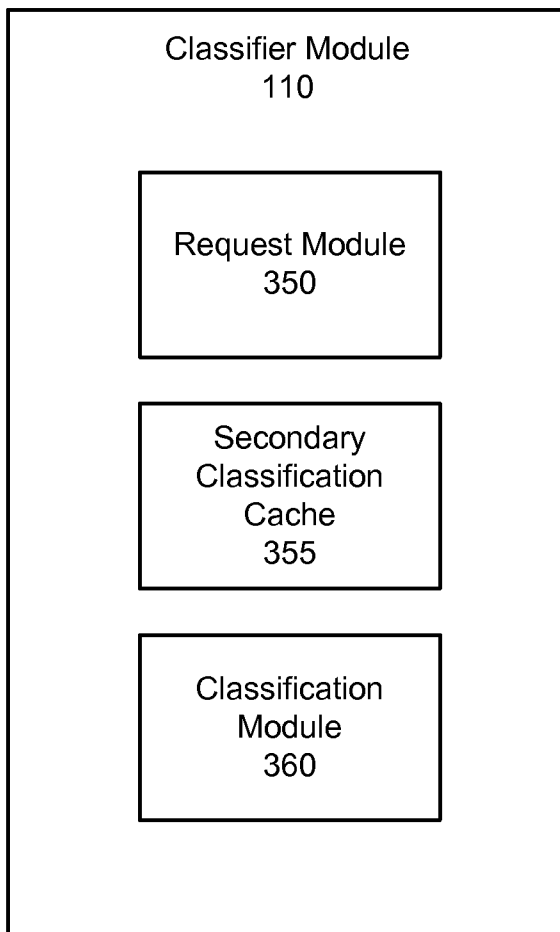 Classifier Module
110
Request Module
350
Secondary
Classification
Cache
355
Classification
Module
360